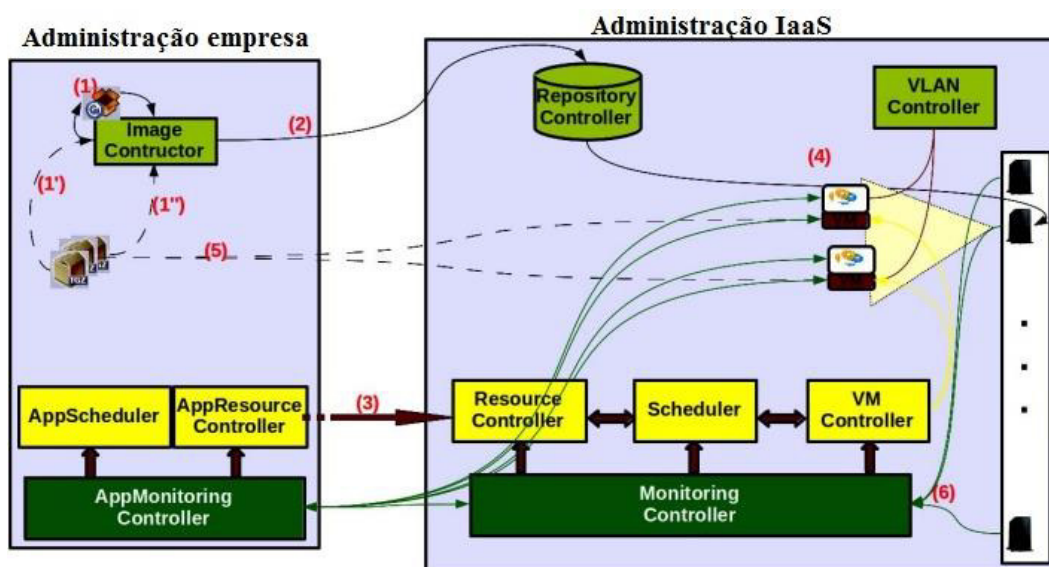 Administração empresa
Administração IaaS
(1)
Image
Contructor
(2)
Repository
Controller
VLAN
Controller
(4)
(1')
(1'')
(5)
TGZ
AppScheduler
AppResource
Controller
(3)
Resource
Controller
Scheduler
VM
Controller
AppMonitoring
Controller
Monitoring
Controller
(6)